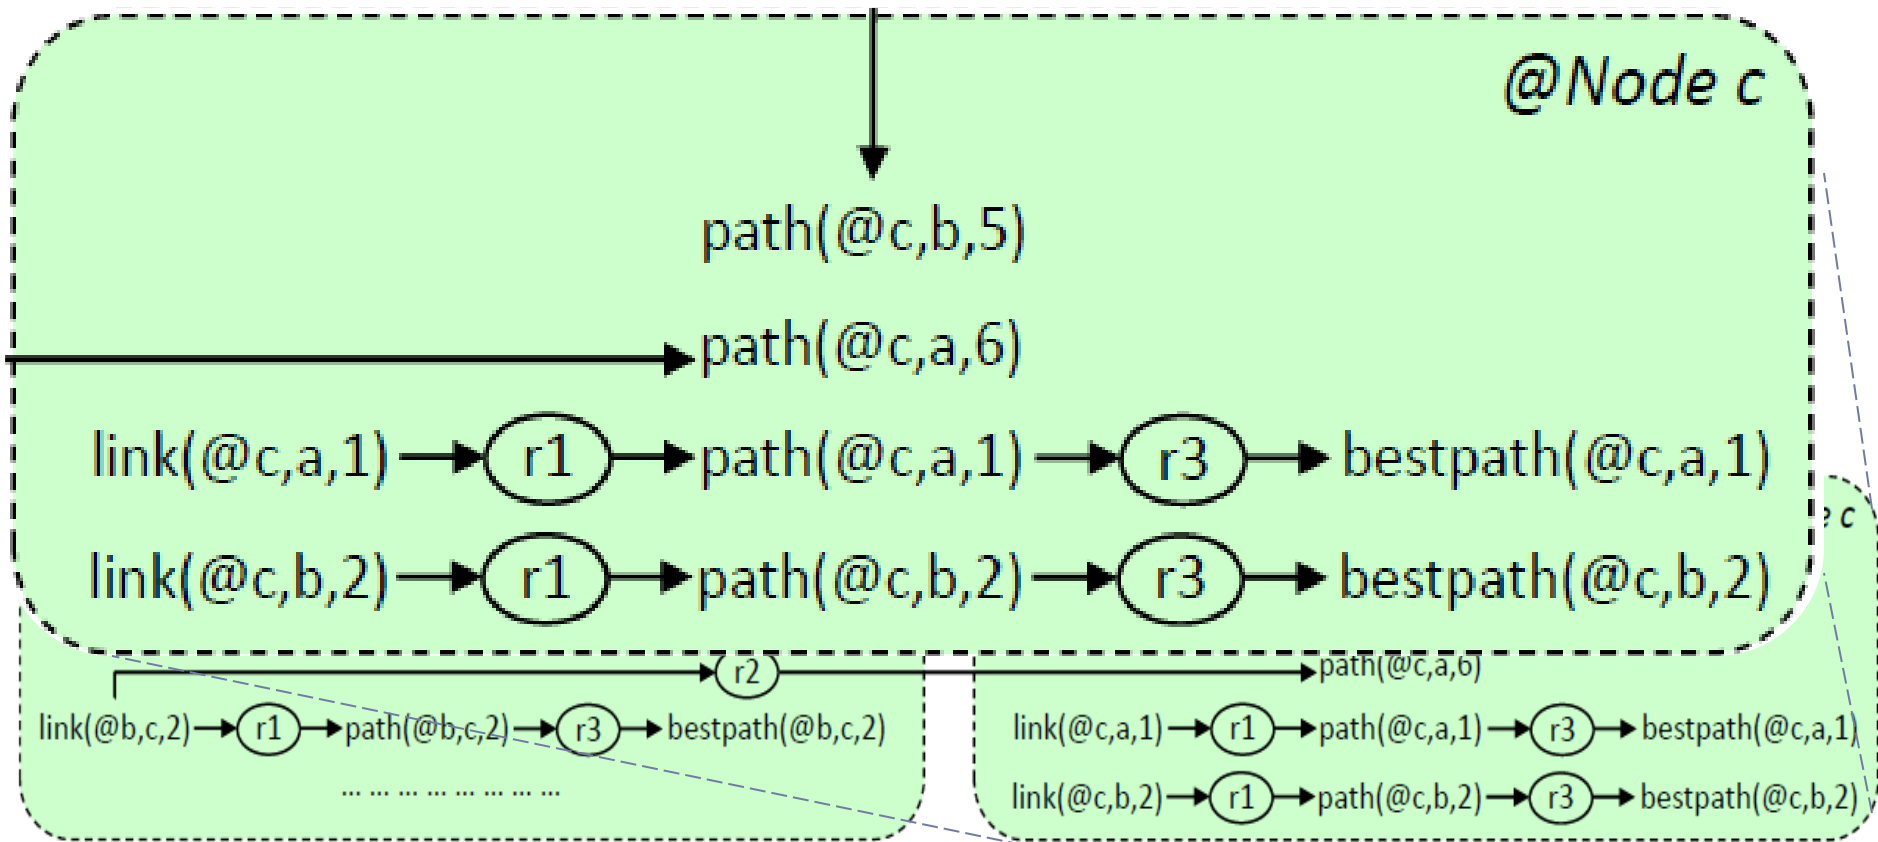 @Node c
path(@c,b,5)
path(@c,a,6)
link(@c,a,1) r1 path(@c,a,1) r3 bestpath(@c,a,1)
link(@c,b,2) r1 path(@c,b,2) r3 bestpath(@c,b,2)
c
r2 path(@c,a,6)
link(@b,c,2) r1 path(@b,c,2) r3 bestpath(@b,c,2) link(@c,a,1) r1 path(@c,a,1) r3 bestpath(@c,a,1)
... ... ... ... ... ... ... ... link(@c,b,2) r1 path(@c,b,2) r3 bestpath(@c,b,2)